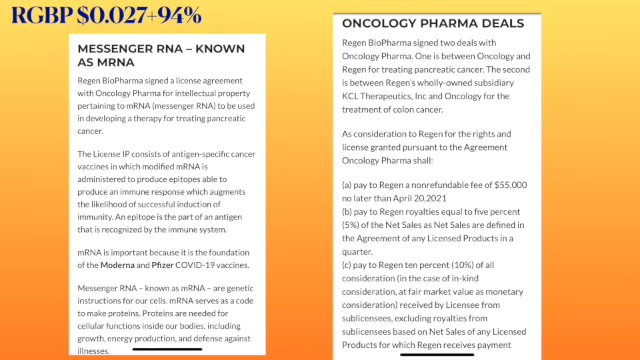 RGBP $0.027+94%
MESSENGER RNA – KNOWN
AS MRNA
Regen BioPharma signed a license agreement
with Oncology Pharma for intellectual property
pertaining to mRNA (messenger RNA) to be used
in developing a therapy for treating pancreatic
cancer.
The License IP consists of antigen-specific cancer
vaccines in which modified mRNA is
administered to produce epitopes able to
produce an immune response which augments
the likelihood of successful induction of
immunity. An epitope is the part of an antigen
that is recognized by the immune system.
mRNA is important because it is the foundation
of the Moderna and Pfizer COVID-19 vaccines.
Messenger RNA – known as mRNA – are genetic
instructions for our cells. mRNA serves as a code
to make proteins. Proteins are needed for
cellular functions inside our bodies, including
growth, energy production, and defense against
illnesses.
ONCOLOGY PHARMA DEALS
Regen BioPharma signed two deals with
Oncology Pharma. One is between Oncology and
Regen for treating pancreatic cancer. The second
is between Regen's wholly-owned subsidiary
KCL Therapeutics, Inc and Oncology for the
treatment of colon cancer.
As consideration to Regen for the rights and
license granted pursuant to the Agreement
Oncology Pharma shall:
(a) pay to Regen a nonrefundable fee of $55,000
no later than April 20,2021
(b) pay to Regen royalties equal to five percent
(5%) of the Net Sales as Net Sales are defined in
the Agreement of any Licensed Products in a
quarter.
(c) pay to Regen ten percent (10%) of all
consideration (in the case of in-kind
consideration, at fair market value as monetary
consideration) received by Licensee from
sublicensees, excluding royalties from
sublicensees based on Net Sales of any Licensed
Products for which Regen receives payment